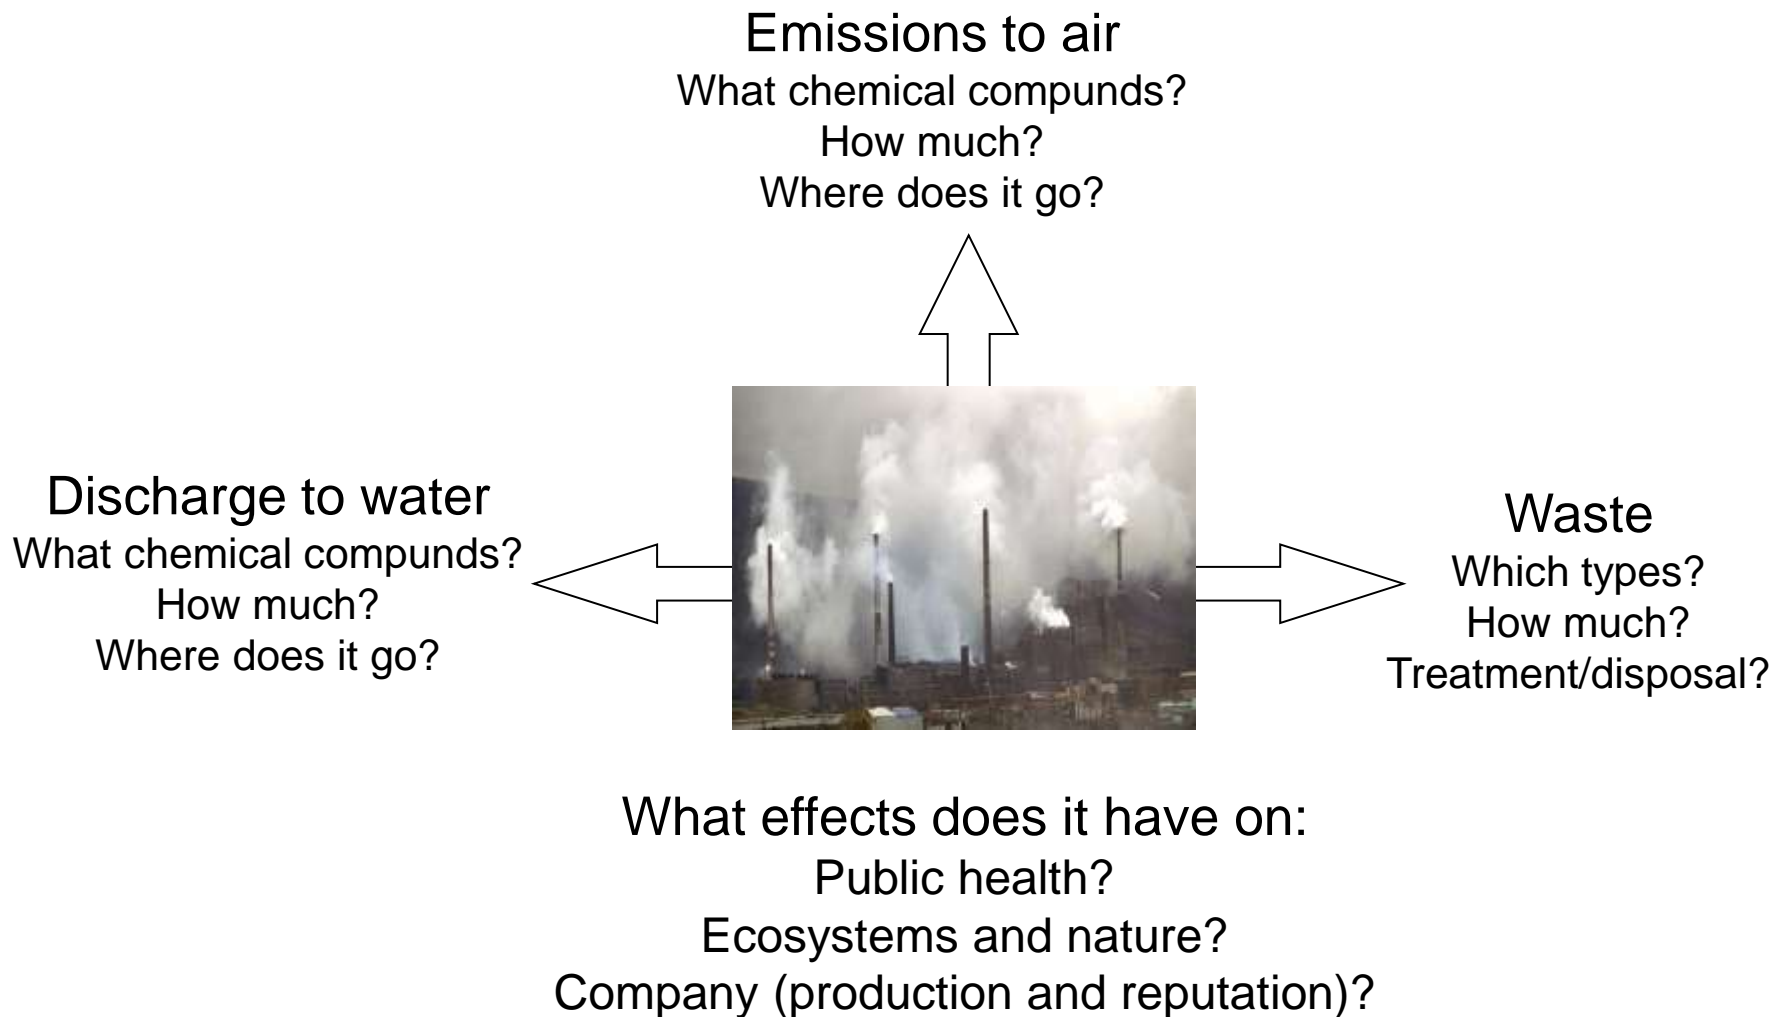 Emissions to air
What chemical compunds?
How much?
Where does it go?
Discharge to water
What chemical compunds?
How much?
Where does it go?
Waste
Which types?
How much?
Treatment/disposal?
What effects does it have on:
Public health?
Ecosystems and nature?
Company (production and reputation)?